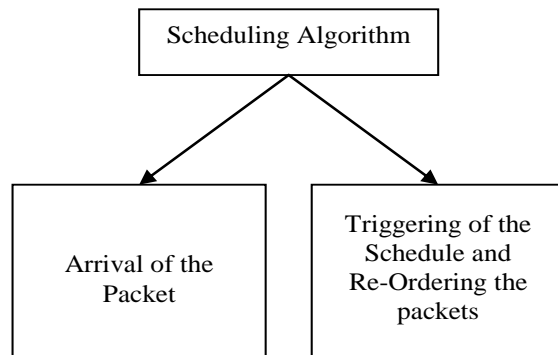 Scheduling Algorithm
Arrival of the
Packet
Triggering of the
Schedule and
Re-Ordering the
packets